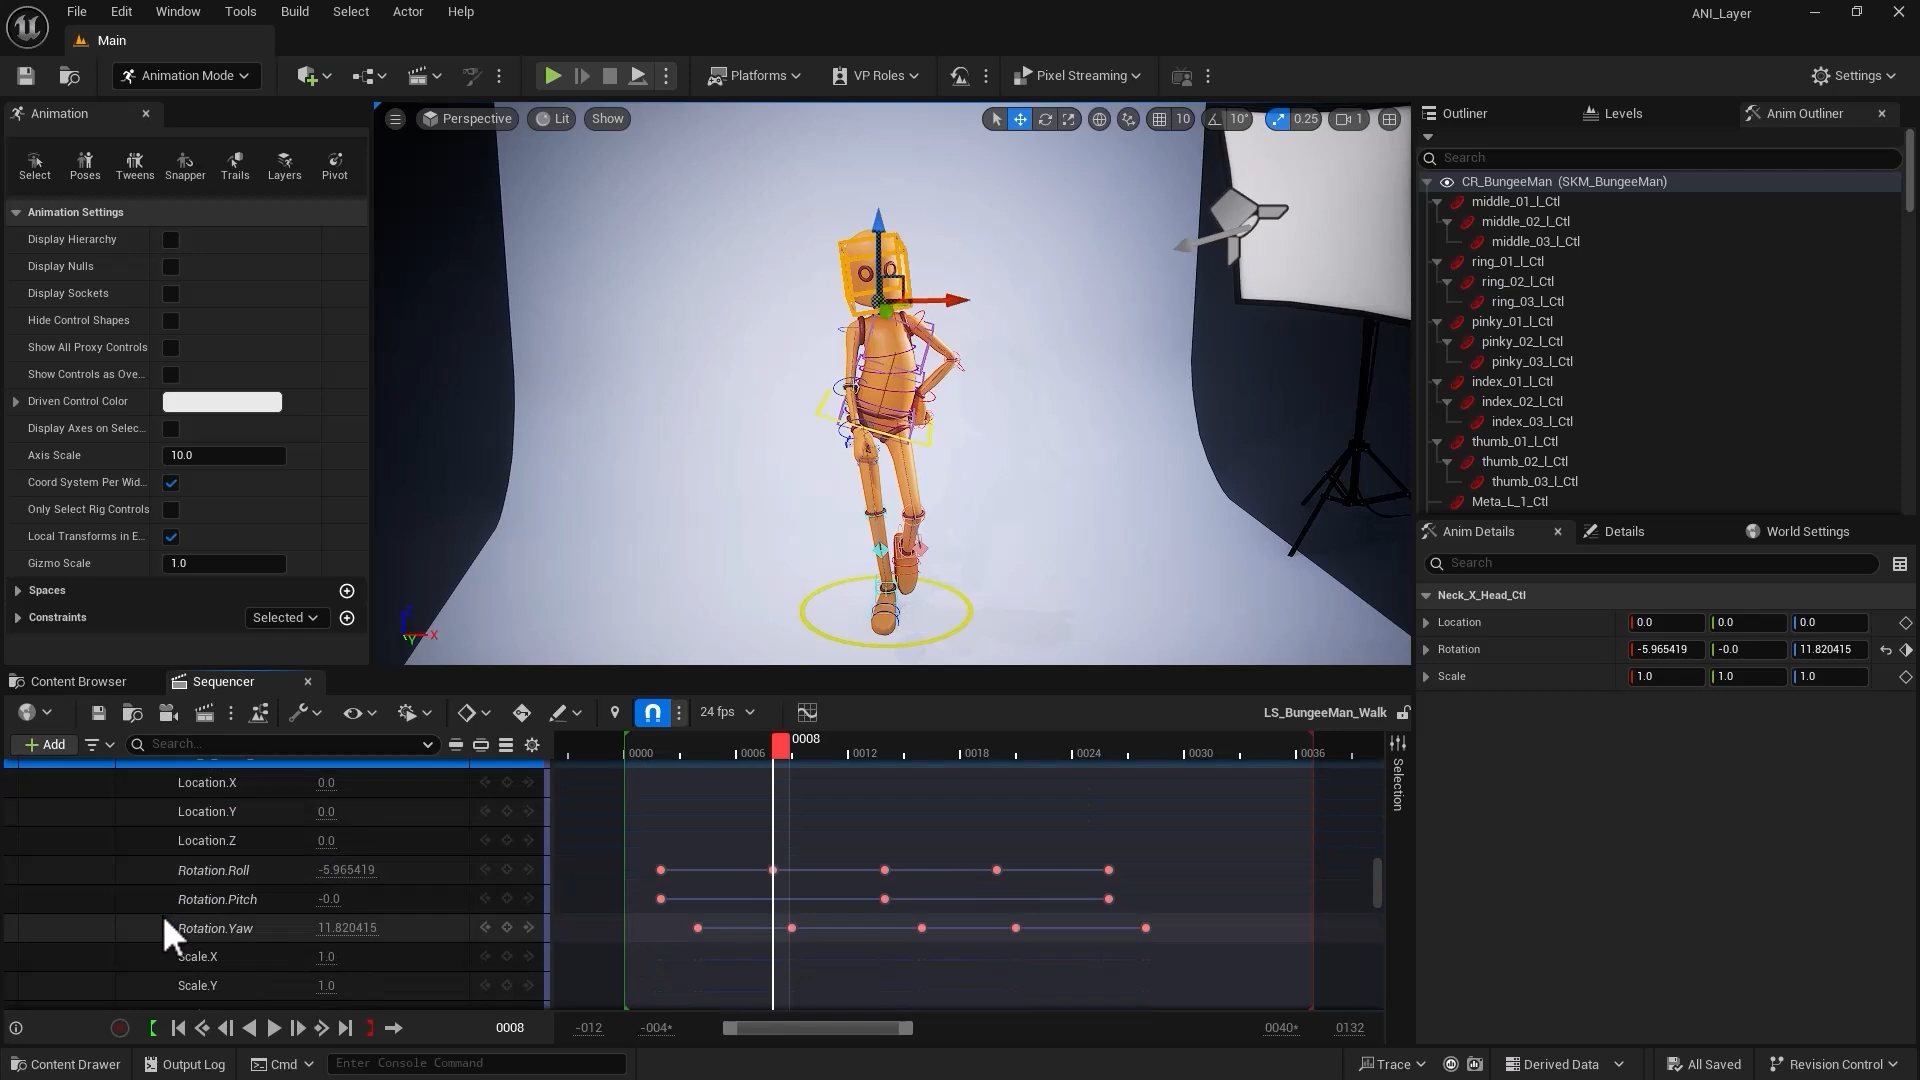 File Edit Window Tools Build Select Actor Help
ANI_Layer
Main
Animation Mode
Platforms
VP Roles
Pixel Streaming
Settings
Animation
Select Poses Tweens Snapper Trails Layers Pivot
Animation Settings
Display Hierarchy
Display Nulls
Display Sockets
Hide Control Shapes
Show All Proxy Controls
Show Controls as Ove...
Driven Control Color
Display Axes on Selec...
Axis Scale 10.0
Coord System Per Wid...
Only Select Rig Controls
Local Transforms in E...
Gizmo Scale 1.0
Spaces
Constraints Selected
Perspective Lit Show
10 10° 0.25 1
X
Y
Outliner Levels Anim Outliner
Search
CR_BungeeMan (SKM_BungeeMan)
middle_01_l_Ctl
middle_02_l_Ctl
middle_03_l_Ctl
ring_01_l_Ctl
ring_02_l_Ctl
ring_03_l_Ctl
pinky_01_l_Ctl
pinky_02_l_Ctl
pinky_03_l_Ctl
index_01_l_Ctl
index_02_l_Ctl
index_03_l_Ctl
thumb_01_l_Ctl
thumb_02_l_Ctl
thumb_03_l_Ctl
Meta_L_1_Ctl
Anim Details Details World Settings
Search
Neck_X_Head_Ctl
Location 0.0 0.0 0.0
Rotation -5.965419 -0.0 11.820415
Scale 1.0 1.0 1.0
Content Browser Sequencer
24 fps
LS_BungeeMan_Walk
Add
Search...
0008
0000 0006 0012 0018 0024 0030 0036
Selection
Location.X 0.0
Location.Y 0.0
Location.Z 0.0
Rotation.Roll -5.965419
Rotation.Pitch -0.0
Rotation.Yaw 11.820415
Scale.X 1.0
Scale.Y 1.0
0008
-012 -004* 0040* 0132
Content Drawer Output Log Cmd Enter Console Command
Trace Derived Data All Saved Revision Control